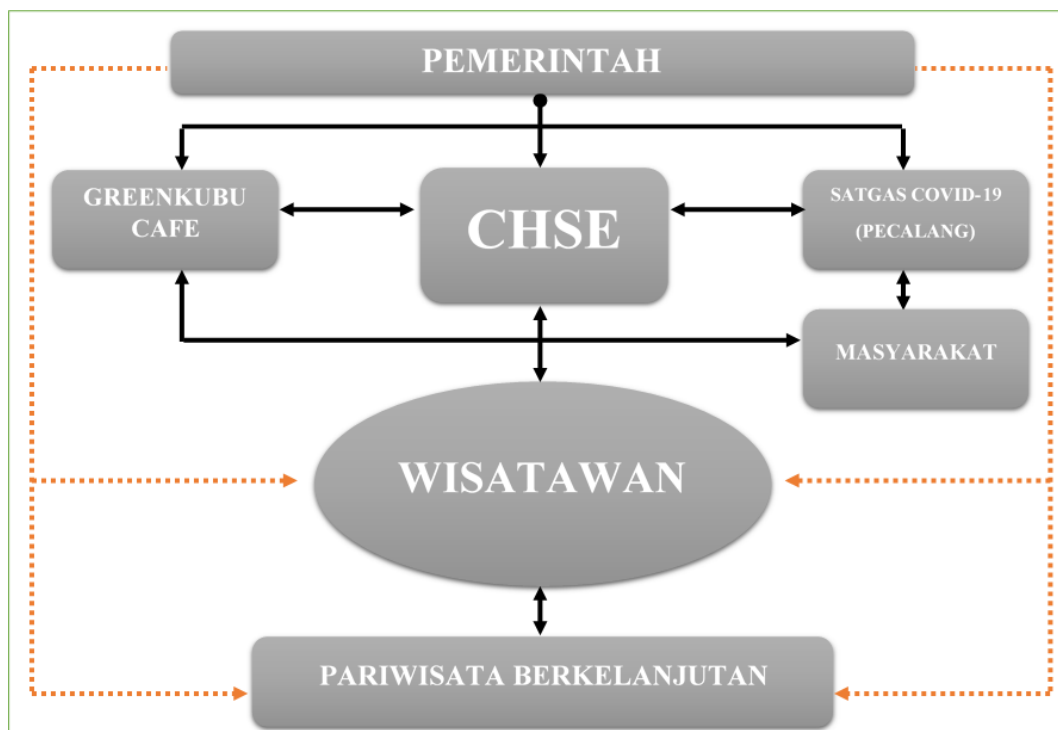 PEMERINTAH
GREENKUBU
CAFE
CHSE
SATGAS COVID-19
(PECALANG)
MASYARAKAT
WISATAWAN
PARIWISATA BERKELANJUTAN